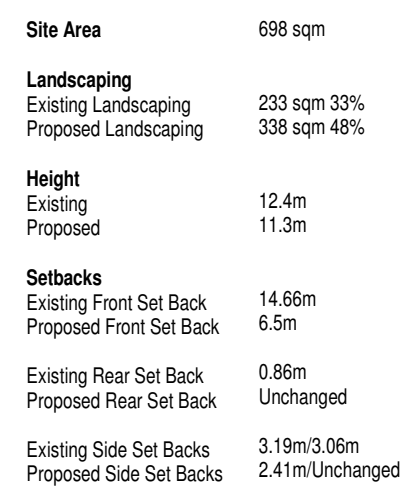 Site Area 698 sqm
Landscaping
Existing Landscaping 233 sqm 33%
Proposed Landscaping 338 sqm 48%
Height
Existing 12.4m
Proposed 11.3m
Setbacks
Existing Front Set Back 14.66m
Proposed Front Set Back 6.5m
Existing Rear Set Back 0.86m
Proposed Rear Set Back Unchanged
Existing Side Set Backs 3.19m/3.06m
Proposed Side Set Backs 2.41m/Unchanged